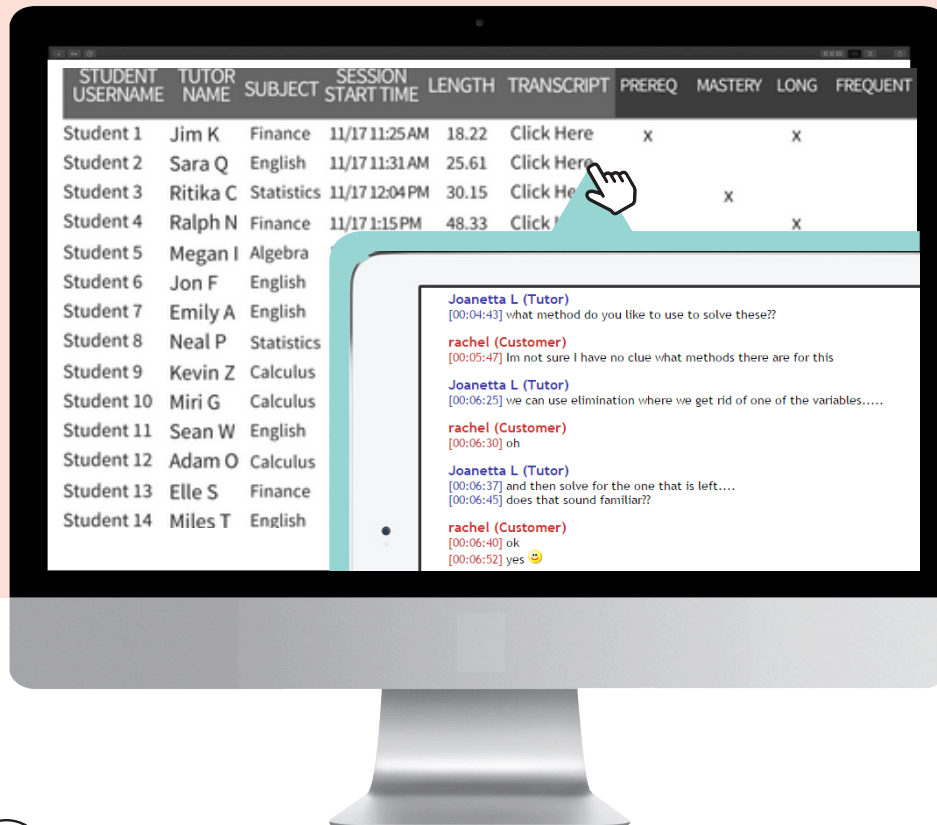 STUDENT USERNAME TUTOR NAME SUBJECT SESSION START TIME LENGTH TRANSCRIPT PREREQ MASTERY LONG FREQUENT
Student 1 Jim K Finance 11/17 11:25 AM 18.22 Click Here x x
Student 2 Sara Q English 11/17 11:31 AM 25.61 Click Here
Student 3 Ritika C Statistics 11/17 12:04 PM 30.15 Click He x
Student 4 Ralph N Finance 11/17 1:15 PM 48.33 Click x
Student 5 Megan I Algebra
Student 6 Jon F English
Student 7 Emily A English
Student 8 Neal P Statistics
Student 9 Kevin Z Calculus
Student 10 Miri G Calculus
Student 11 Sean W English
Student 12 Adam O Calculus
Student 13 Elle S Finance
Student 14 Miles T English
Joanetta L (Tutor)
[00:04:43] what method do you like to use to solve these??
rachel (Customer)
[00:05:47] Im not sure I have no clue what methods there are for this
Joanetta L (Tutor)
[00:06:25] we can use elimination where we get rid of one of the variables.....
rachel (Customer)
[00:06:30] oh
Joanetta L (Tutor)
[00:06:37] and then solve for the one that is left....
[00:06:45] does that sound familiar??
rachel (Customer)
[00:06:40] ok
[00:06:52] yes